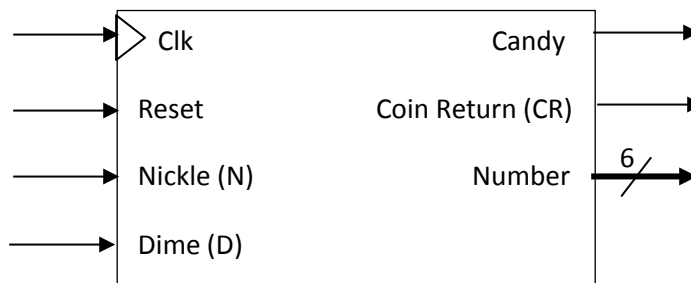 Clk Candy
Reset Coin Return (CR)
6
Nickle (N) Number
Dime (D)